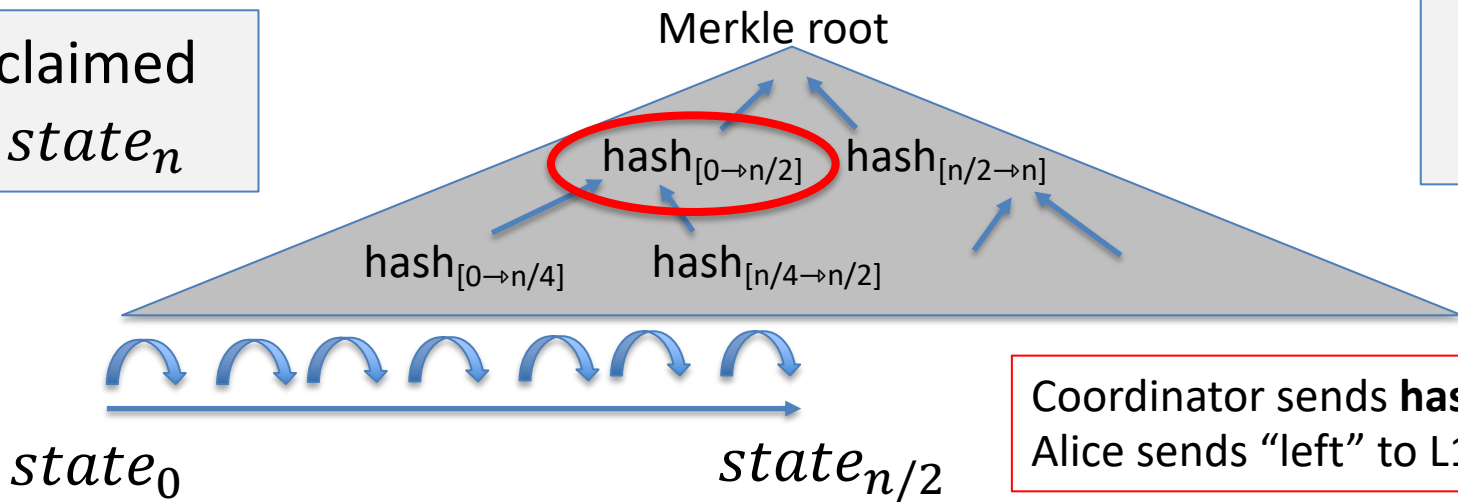 claimed
state_n
Merkle root
hash_[0→n/2] hash_[n/2→n]
hash_[0→n/4] hash_[n/4→n/2]
Coordinator sends
Alice sends “left” to
state_0 state_n/2